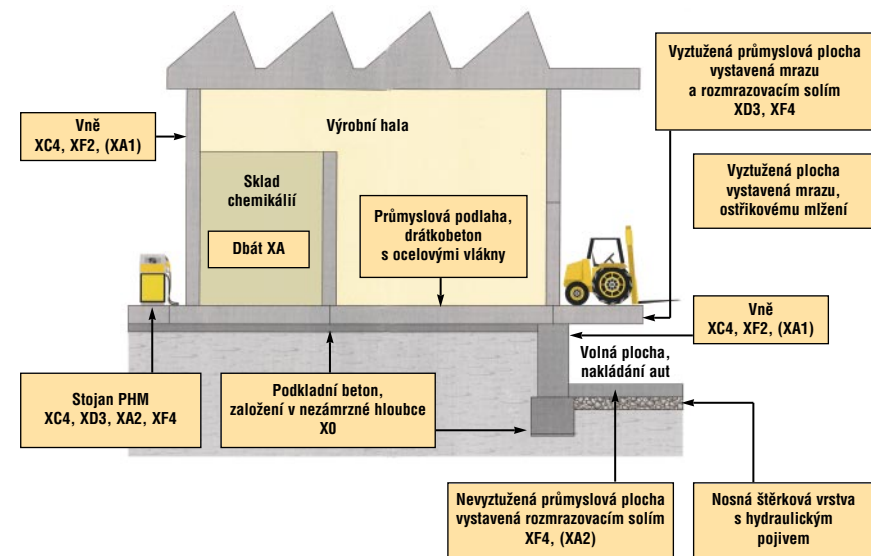 Vyztužená průmyslová plocha
vystavená mrazu
a rozmrazovacím solím
XD3, XF4
Vně
XC4, XF2, (XA1)
Výrobní hala
Sklad
chemikálií
Dbát XA
Průmyslová podlaha,
drátkobeton
s ocelovými vlákny
Vyztužená plocha
vystavená mrazu,
ostřikovému mlžení
Vně
XC4, XF2, (XA1)
Volná plocha,
nakládání aut
Stojan PHM
XC4, XD3, XA2, XF4
Podkladní beton,
založení v nezámrzné hloubce
X0
Nevyztužená průmyslová plocha
vystavená rozmrazovacím solím
XF4, (XA2)
Nosná štěrková vrstva
s hydraulickým
pojivem